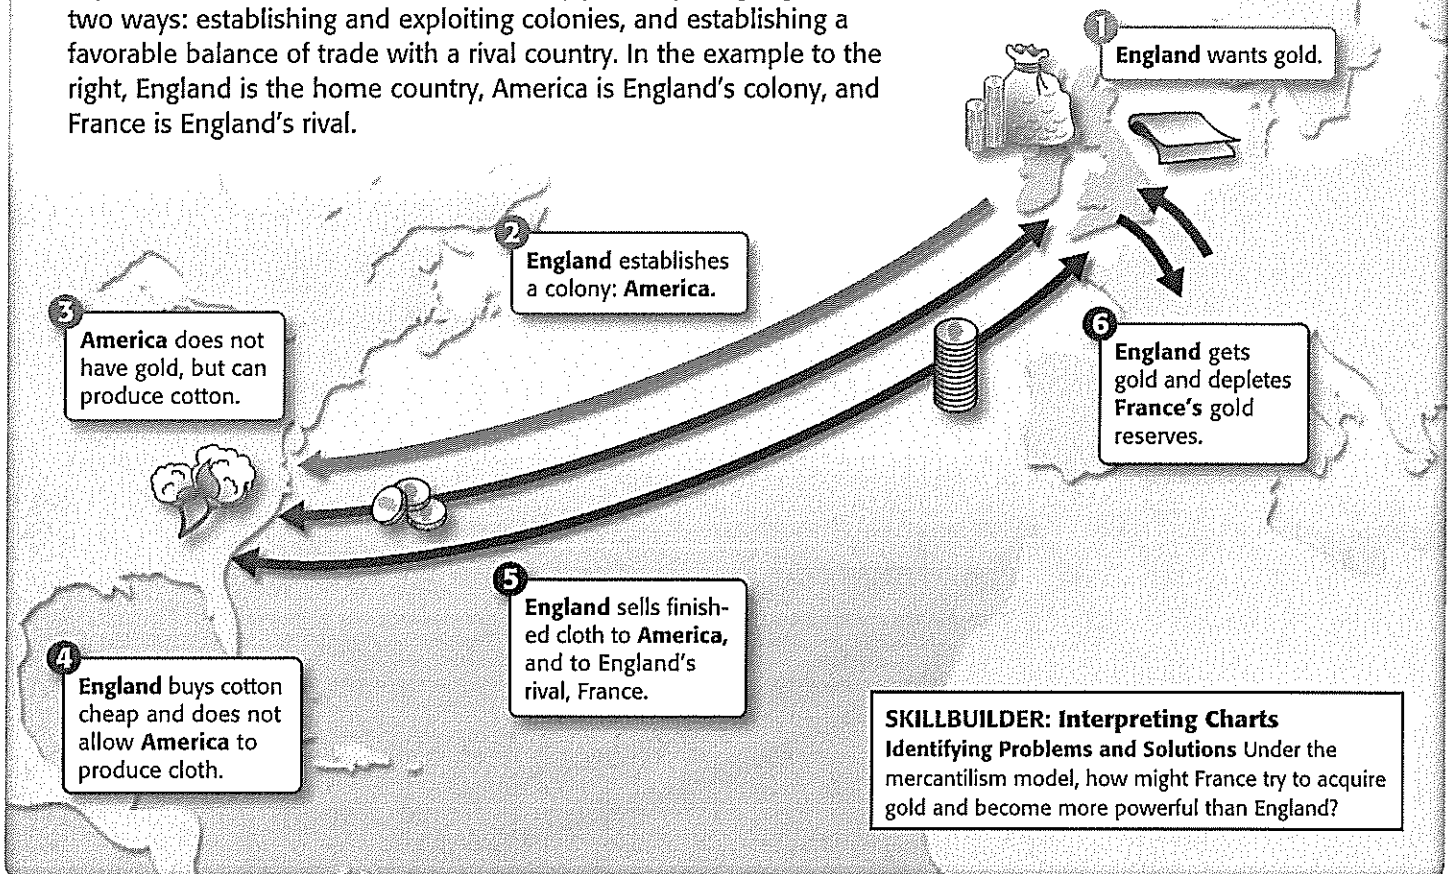 two ways: establishing and exploiting colonies, and establishing a
favorable balance of trade with a rival country. In the example to the
right, England is the home country, America is England's colony, and
France is England's rival.
1
England wants gold.
2
England establishes
a colony: America.
3
America does not
have gold, but can
produce cotton.
4
England buys cotton
cheap and does not
allow America to
produce cloth.
5
England sells finish-
ed cloth to America,
and to England's
rival, France.
6
England gets
gold and depletes
France's gold
reserves.
SKILLBUILDER: Interpreting Charts
Identifying Problems and Solutions Under the
mercantilism model, how might France try to acquire
gold and become more powerful than England?